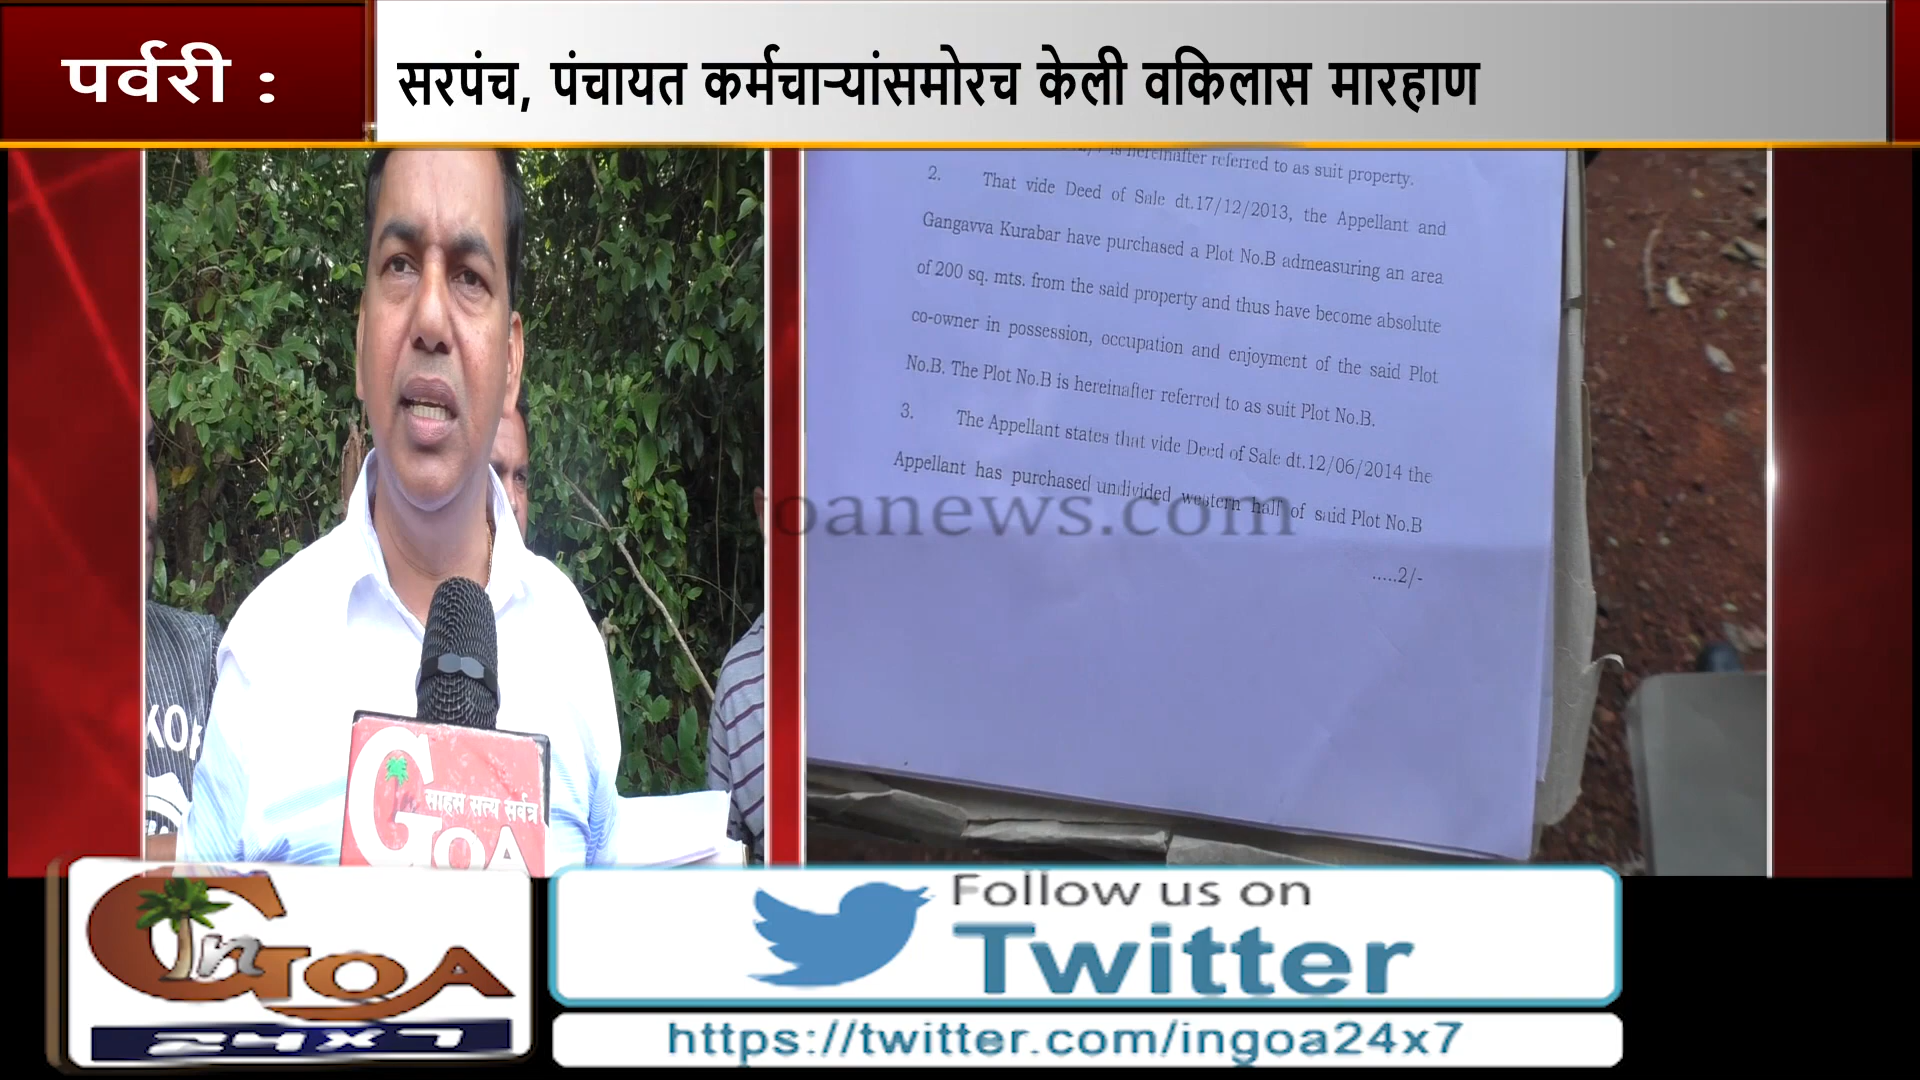 पर्वरी :
सरपंच, पंचायत कर्मचाऱ्यांसमोरच केली वकिलास मारहाण
is hereinafter referred to as suit property.
2. That vide Deed of Sale dt.17/12/2013, the Appellant and
Gangavva Kurabar have purchased a Plot No.B admeasuring an area
of 200 sq. mts. from the said property and thus have become absolute
co-owner in possession, occupation and enjoyment of the said Plot
No.B. The Plot No.B is hereinafter referred to as suit Plot No.B.
3. The Appellant states that vide Deed of Sale dt.12/06/2014 the
Appellant has purchased undivided western half of said Plot No.B
.....2/-
goanews.com
साहस सत्य सर्वत्र
GOA
In GOA
24x7
Follow us on
Twitter
https://twitter.com/ingoa24x7